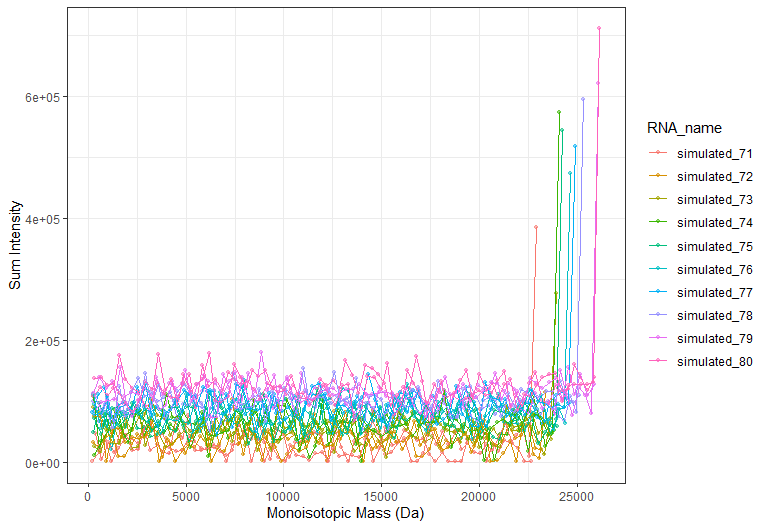 6e+05
4e+05
2e+05
0e+00
Sum Intensity
0
5000
10000
15000
20000
25000
Monoisotopic Mass (Da)
RNA_name
simulated_71
simulated_72
simulated_73
simulated_74
simulated_75
simulated_76
simulated_77
simulated_78
simulated_79
simulated_80